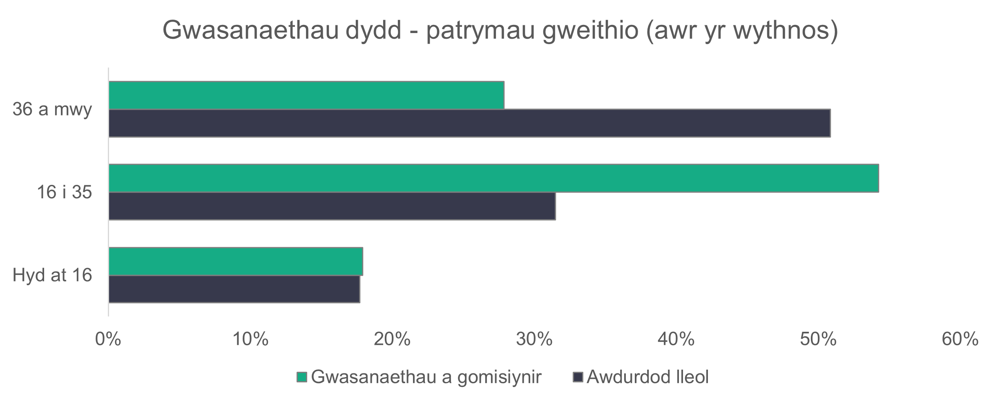 Gwasanaethau dydd - patrymau gweithio (awr yr wythnos)
36 a mwy
16 i 35
Hyd at 16
0% 10% 20% 30% 40% 50% 60%
Gwasanaethau a gomisiynir Awdurdod lleol